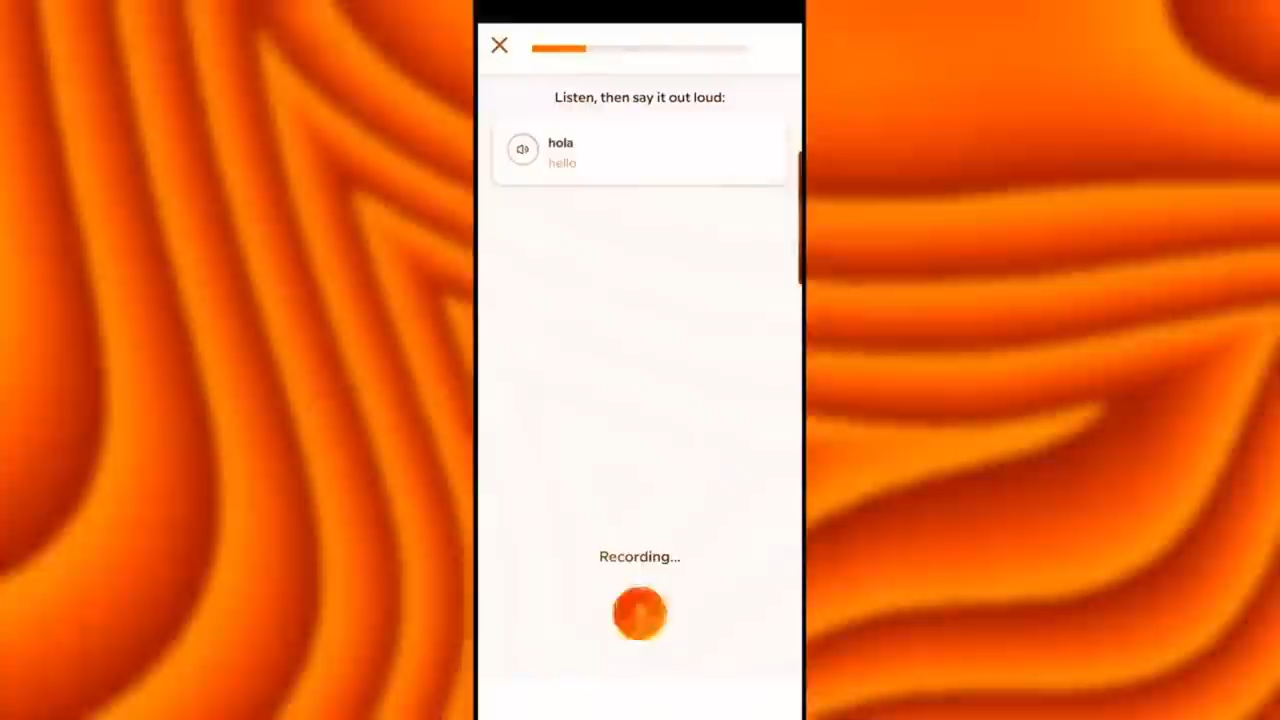 Listen, then say it out loud:
hola
hello
Recording...